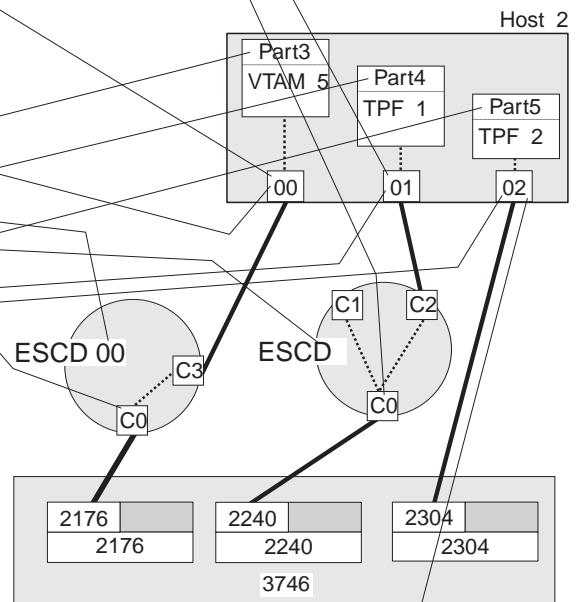 Host 2
Part3
VTAM 5
Part4
TPF 1
Part5
TPF 2
00
01
02
C1
C2
ESCD 00
C3
ESCD
C0
C0
2176
2176
2240
2240
2304
2304
3746